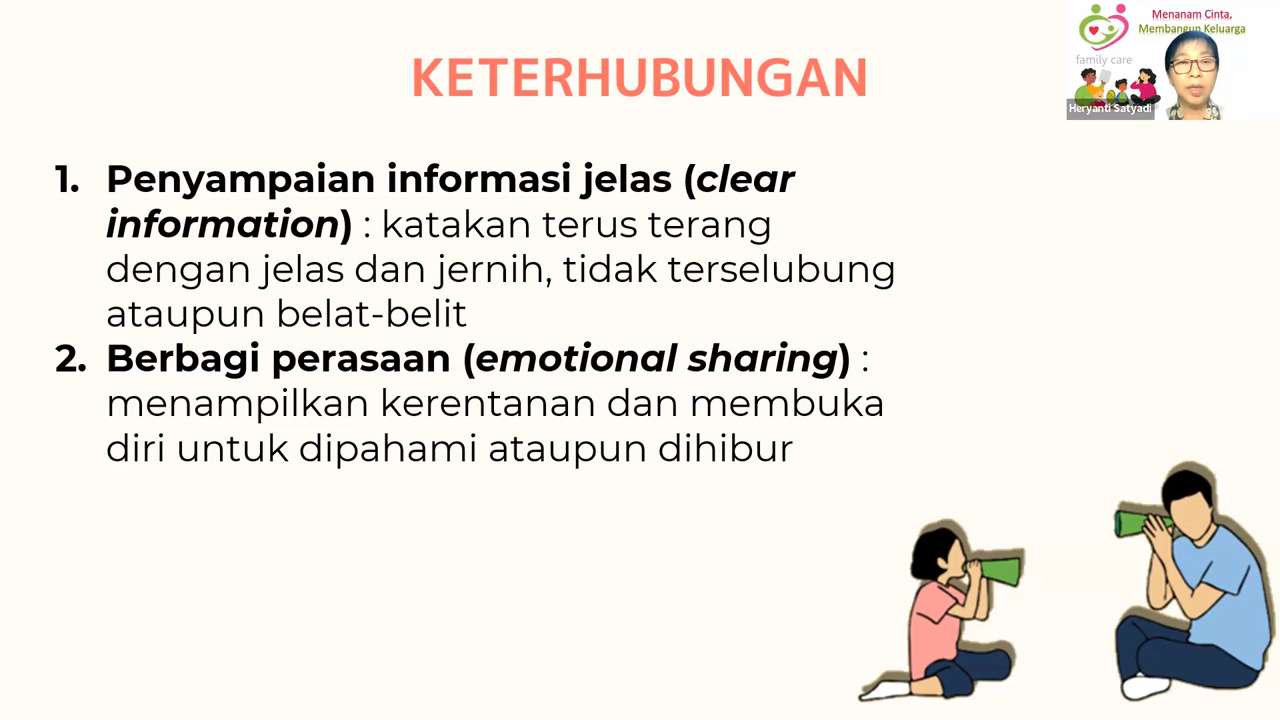 Menanam Cinta,
Membangun Keluarga
family care
Heryanti Satyadi
KETERHUBUNGAN
1. Penyampaian informasi jelas (clear
information) : katakan terus terang
dengan jelas dan jernih, tidak terselubung
ataupun belat-belit
2. Berbagi perasaan (emotional sharing) :
menampilkan kerentanan dan membuka
diri untuk dipahami ataupun dihibur